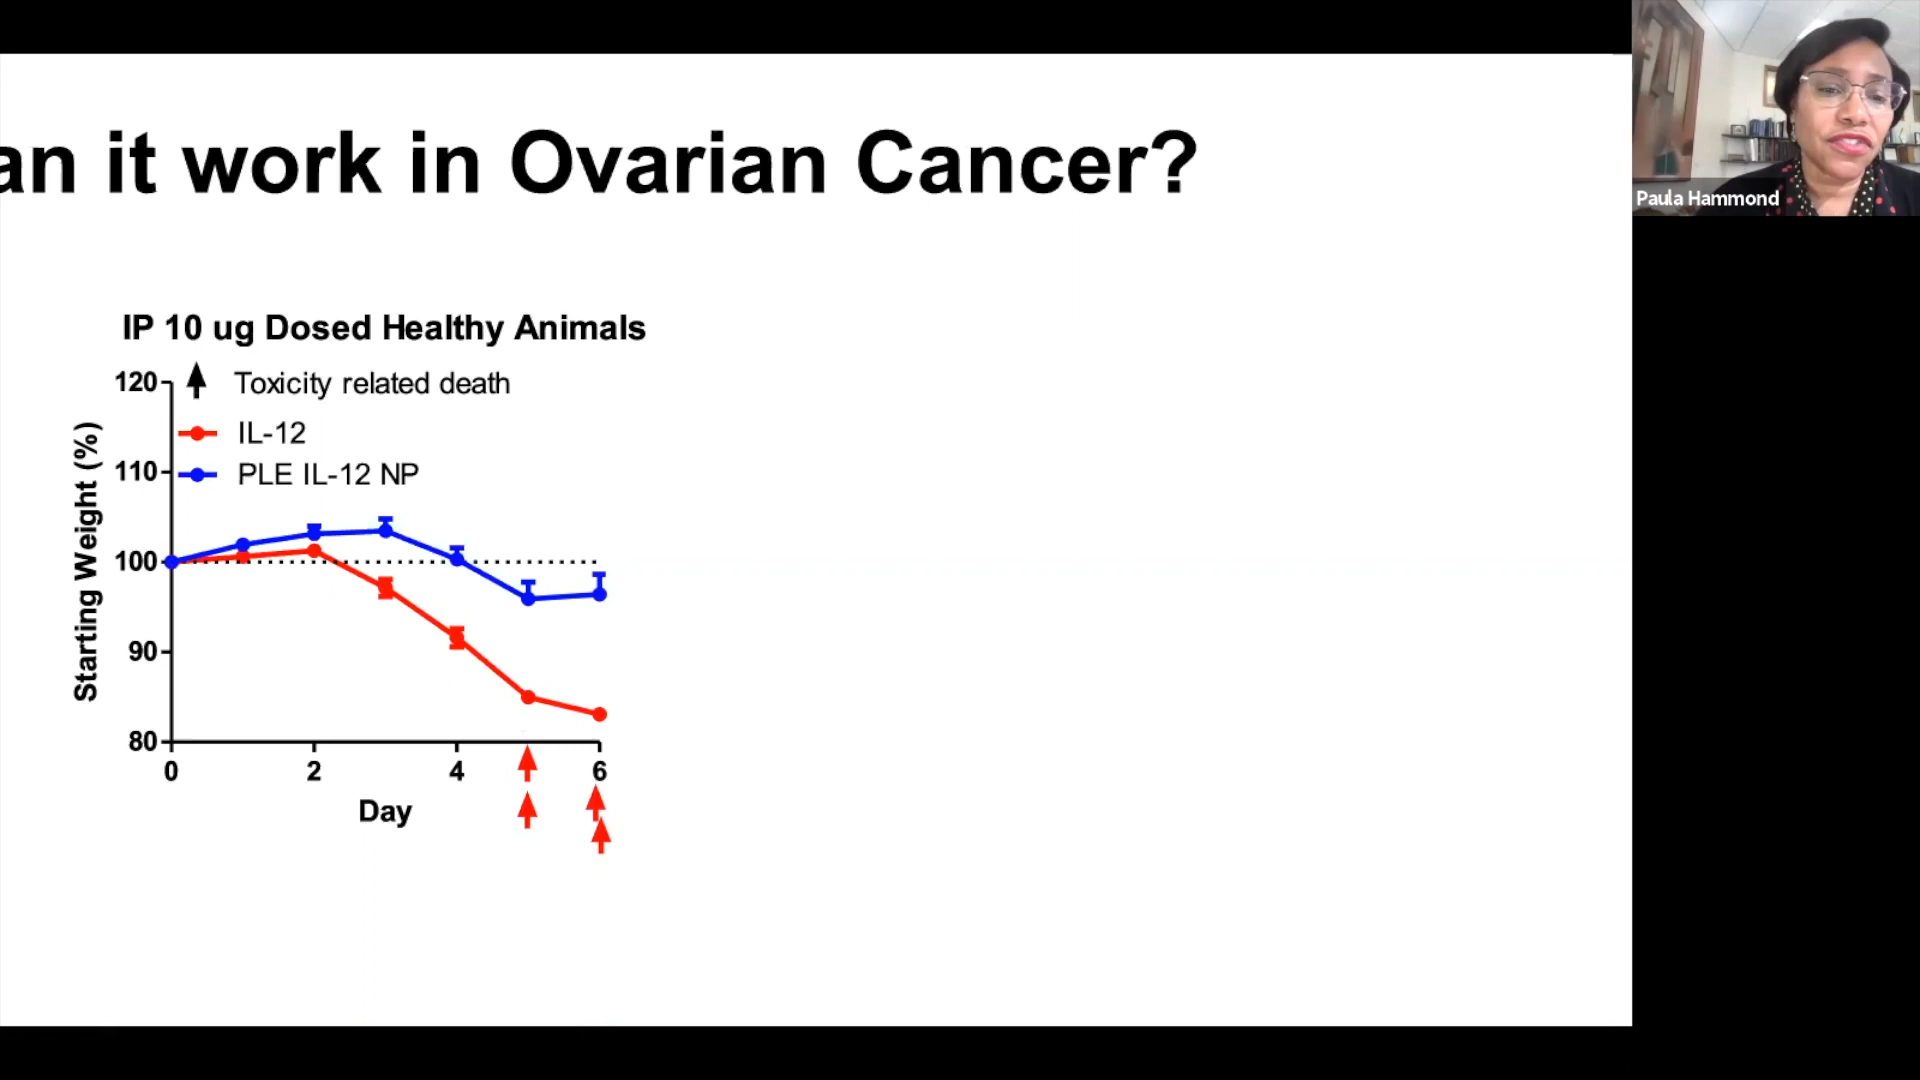 an it work in Ovarian Cancer?
Paula Hammond
IP 10 ug Dosed Healthy Animals
Toxicity related death
IL-12
PLE IL-12 NP
Starting Weight (%)
120
110
100
90
80
0 2 4 6
Day